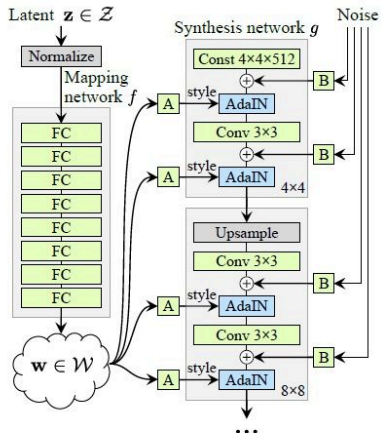 Latent z ∈ Z
Normalize
Mapping
network f
FC
FC
FC
FC
FC
FC
FC
FC
w ∈ W
Synthesis network g
Noise
Const 4×4×512
B
A
style
AdaIN
Conv 3×3
B
A
style
AdaIN
4×4
Upsample
Conv 3×3
B
A
style
AdaIN
Conv 3×3
B
A
style
AdaIN
8×8
...